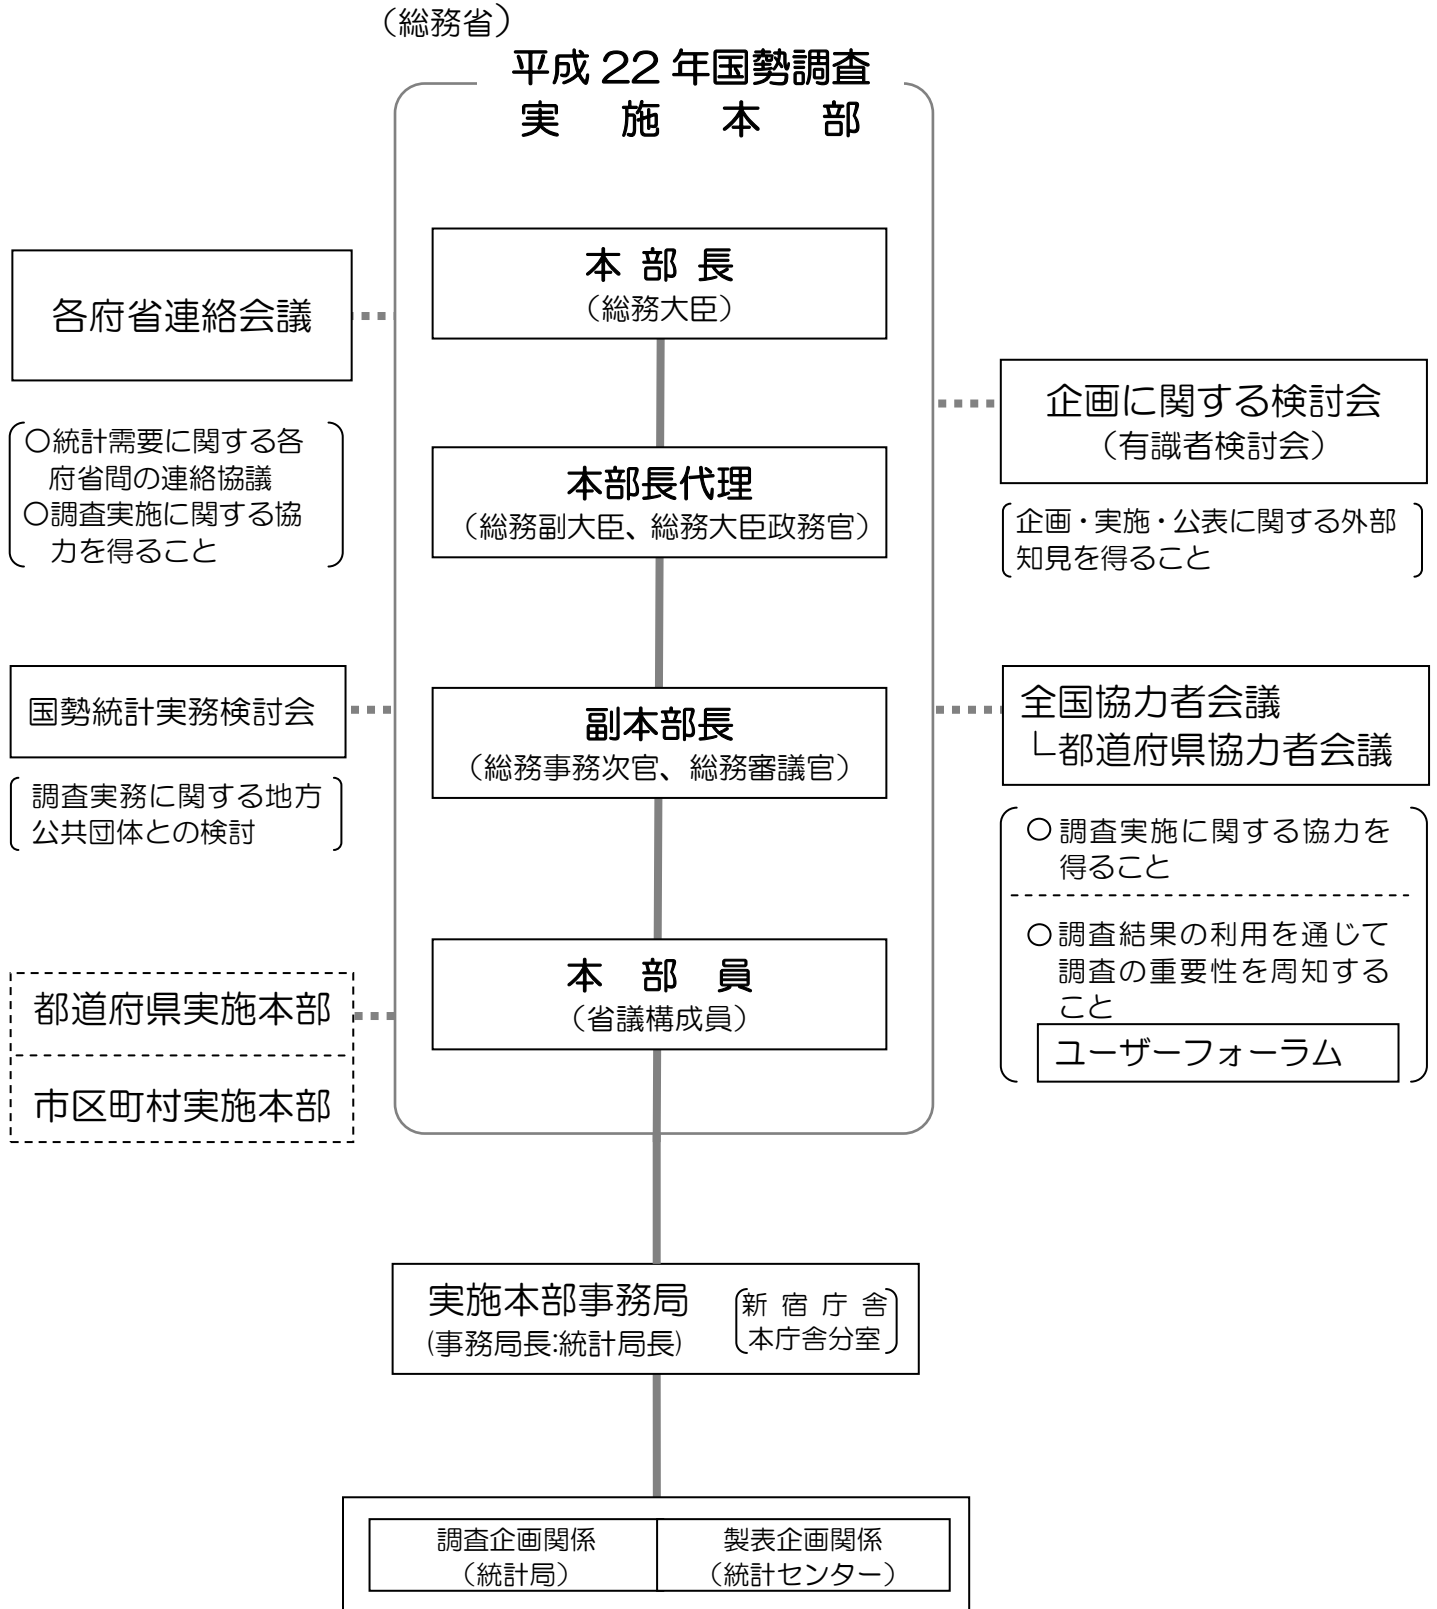 （総務省）
平成22年国勢調査
実施本部
本部長
（総務大臣）
各府省連絡会議
○統計需要に関する各
府省間の連絡協議
○調査実施に関する協
力を得ること
企画に関する検討会
（有識者検討会）
企画・実施・公表に関する外部
知見を得ること
本部長代理
（総務副大臣、総務大臣政務官）
国勢統計実務検討会
調査実務に関する地方
公共団体との検討
副本部長
（総務事務次官、総務審議官）
全国協力者会議
└都道府県協力者会議
○調査実施に関する協力を
得ること
○調査結果の利用を通じて
調査の重要性を周知する
こと
ユーザーフォーラム
本部員
（省議構成員）
都道府県実施本部
市区町村実施本部
実施本部事務局
(事務局長:統計局長)
新宿庁舎
本庁舎分室
調査企画関係
（統計局）
製表企画関係
（統計センター）